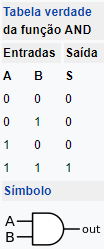 Tabela verdade
da função AND
Entradas Saída
A B S
0 0 0
0 1 0
1 0 0
1 1 1
Símbolo
A
B
out